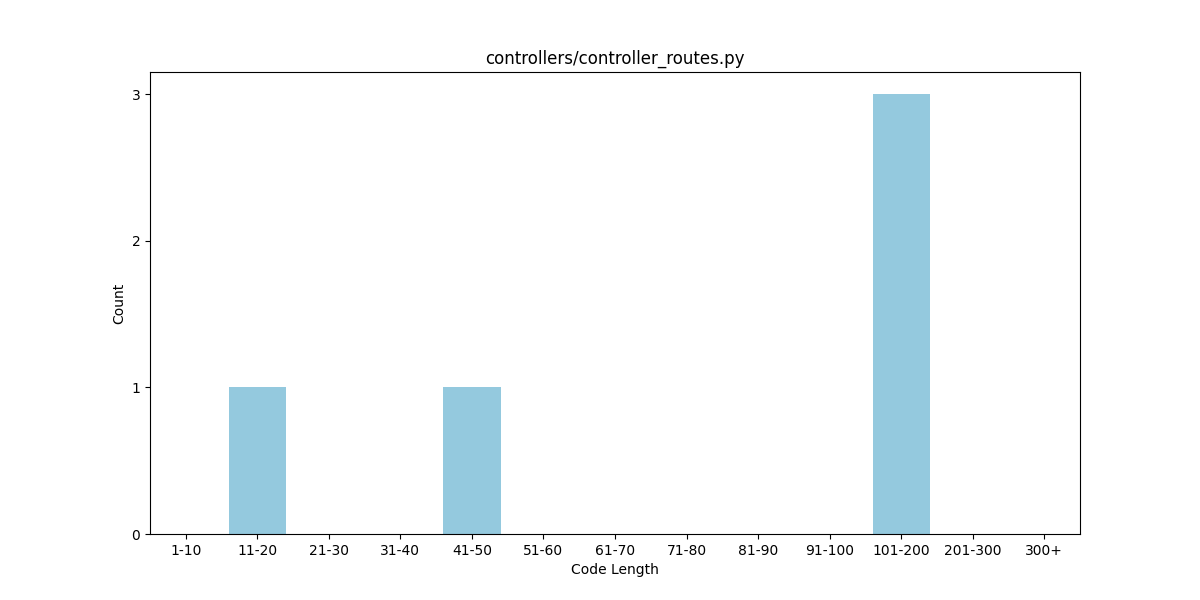 controllers/controller_routes.py
3
2
1
0
Count
1-10 11-20 21-30 31-40 41-50 51-60 61-70 71-80 81-90 91-100 101-200 201-300 300+
Code Length